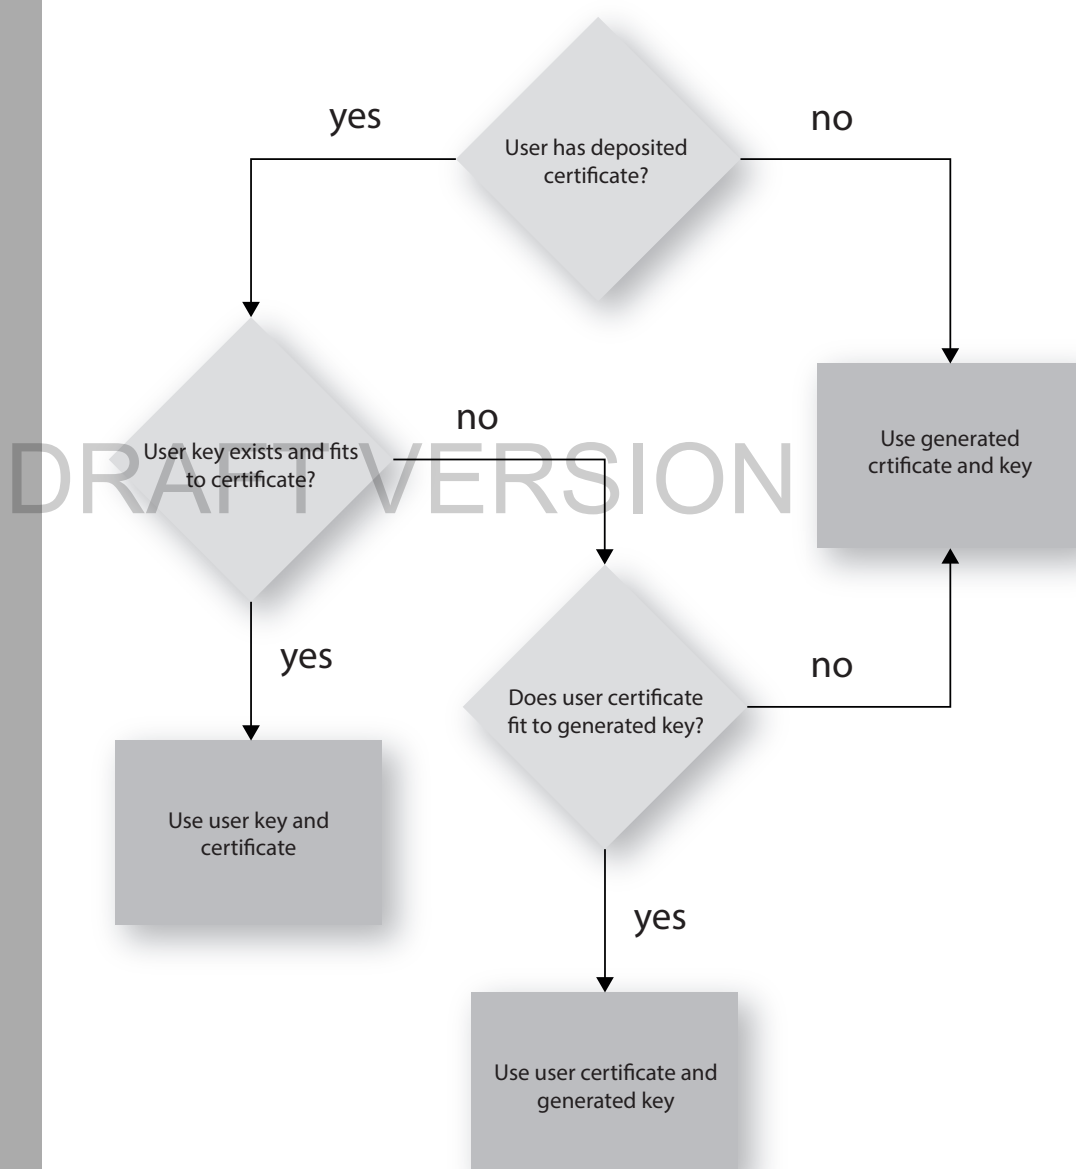 yes
no
User has deposited
certificate?
no
User key exists and fits
to certificate?
Use generated
crtificate and key
DRAFT VERSION
yes
no
Does user certificate
fit to generated key?
Use user key and
certificate
yes
Use user certificate and
generated key